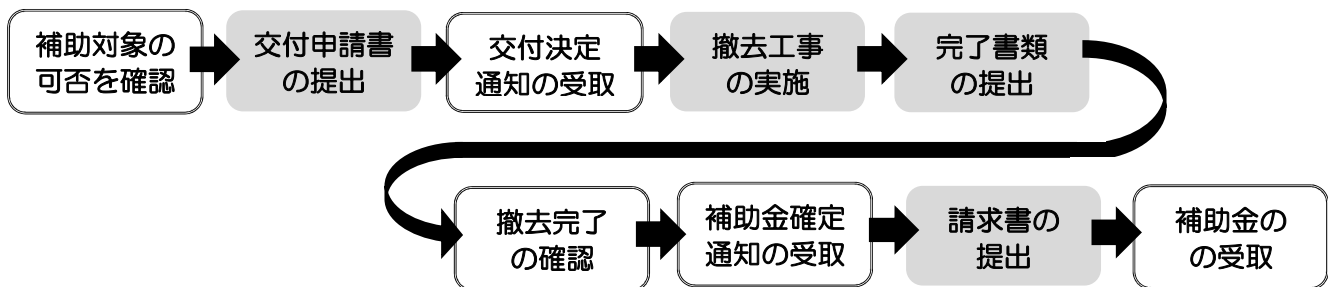 補助対象の
可否を確認
交付申請書
の提出
交付決定
通知の受取
撤去工事
の実施
完了書類
の提出
撤去完了
の確認
補助金確定
通知の受取
請求書の
提出
補助金の
の受取